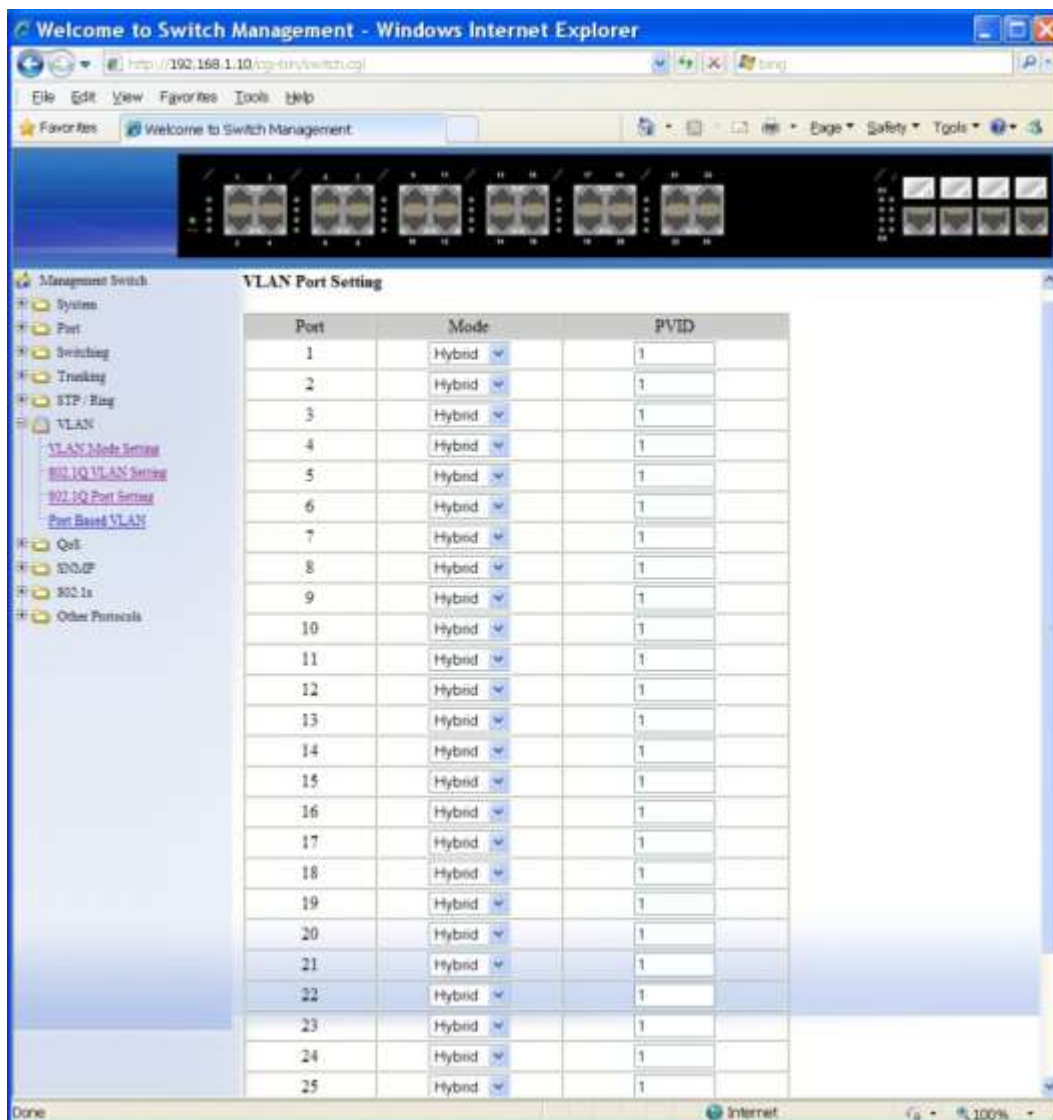 Welcome to Switch Management - Windows Internet Explorer
http://192.168.1.10/cgi-bin/switch.cgi
bing
File Edit View Favorites Tools Help
Favorites Welcome to Switch Management Page Safety Tools
Management Switch
System
Port
Switching
Trunking
STP / Ring
VLAN
VLAN Mode Setting
802.1Q VLAN Setting
802.1Q Port Setting
Port Based VLAN
QoS
SNMP
802.1x
Other Protocols
VLAN Port Setting
Port Mode PVID
1 Hybrid 1
2 Hybrid 1
3 Hybrid 1
4 Hybrid 1
5 Hybrid 1
6 Hybrid 1
7 Hybrid 1
8 Hybrid 1
9 Hybrid 1
10 Hybrid 1
11 Hybrid 1
12 Hybrid 1
13 Hybrid 1
14 Hybrid 1
15 Hybrid 1
16 Hybrid 1
17 Hybrid 1
18 Hybrid 1
19 Hybrid 1
20 Hybrid 1
21 Hybrid 1
22 Hybrid 1
23 Hybrid 1
24 Hybrid 1
25 Hybrid 1
Done Internet 100%